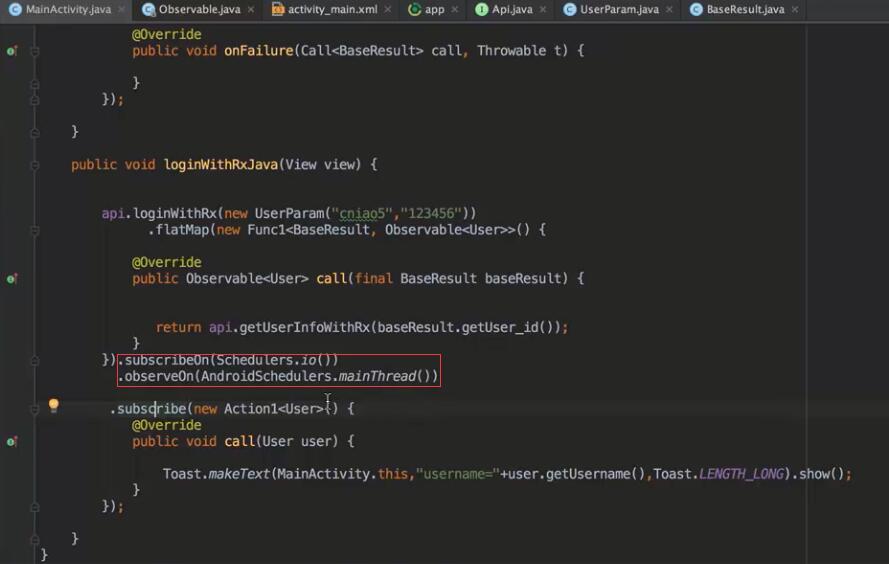 MainActivity.java × Observable.java × activity_main.xml × app × Api.java × UserParam.java × BaseResult.java ×
@Override
public void onFailure(Call<BaseResult> call, Throwable t) {
}
});
}
public void loginWithRxJava(View view) {
api.loginWithRx(new UserParam("cniao5","123456"))
.flatMap(new Func1<BaseResult, Observable<User>>() {
@Override
public Observable<User> call(final BaseResult baseResult) {
return api.getUserInfoWithRx(baseResult.getUser_id());
}
}).subscribeOn(Schedulers.io())
.observeOn(AndroidSchedulers.mainThread())
.subscribe(new Action1<User>() {
@Override
public void call(User user) {
Toast.makeText(MainActivity.this,"username="+user.getUsername(),Toast.LENGTH_LONG).show();
}
});
}
}